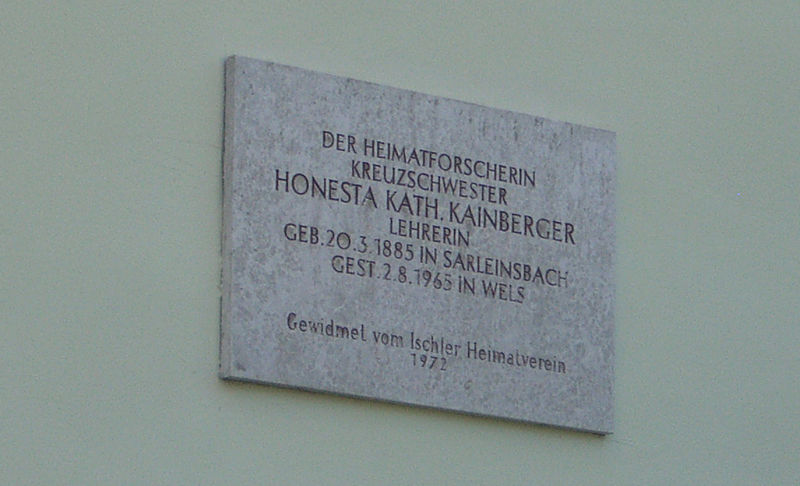 DER HEIMATFORSCHERIN
KREUZSCHWESTER
HONESTA KATH. KAINBERGER
LEHRERIN
GEB. 20.3.1885 IN SARLEINSBACH
GEST. 2.8.1965 IN WELS
Gewidmet vom Ischler Heimatverein
1972